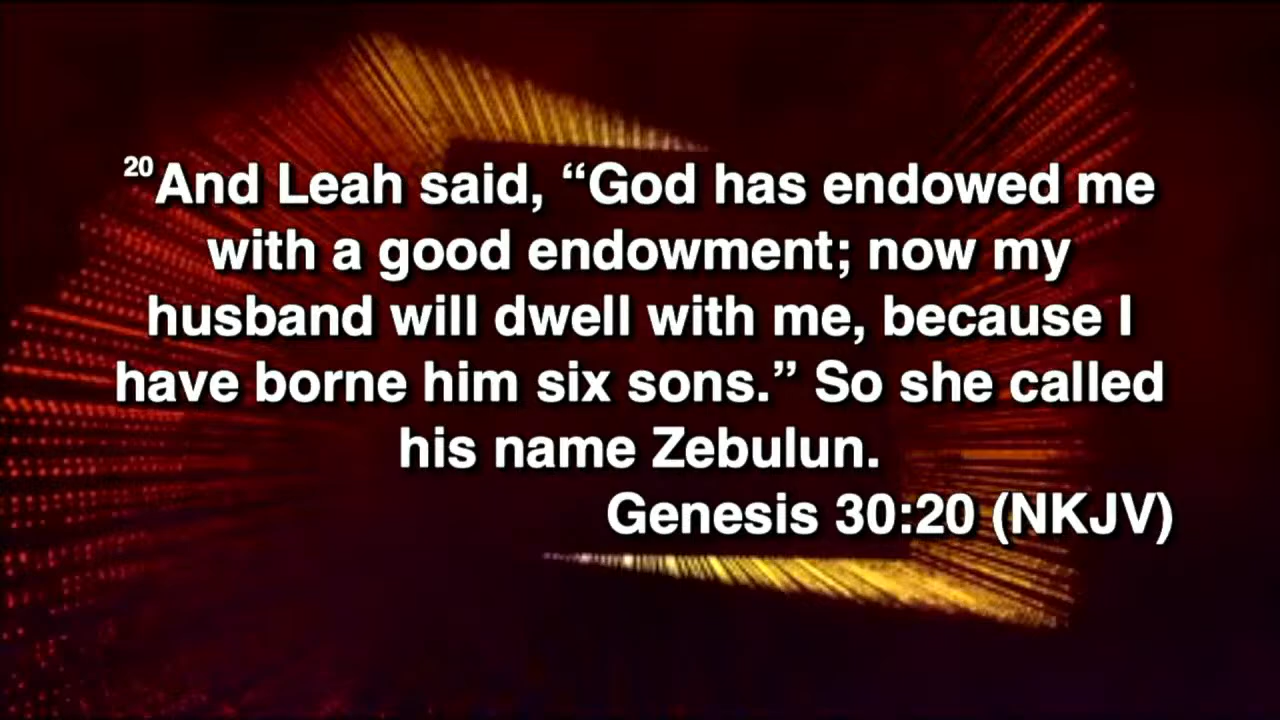 20And Leah said, “God has endowed me
with a good endowment; now my
husband will dwell with me, because I
have borne him six sons.” So she called
his name Zebulun.
Genesis 30:20 (NKJV)